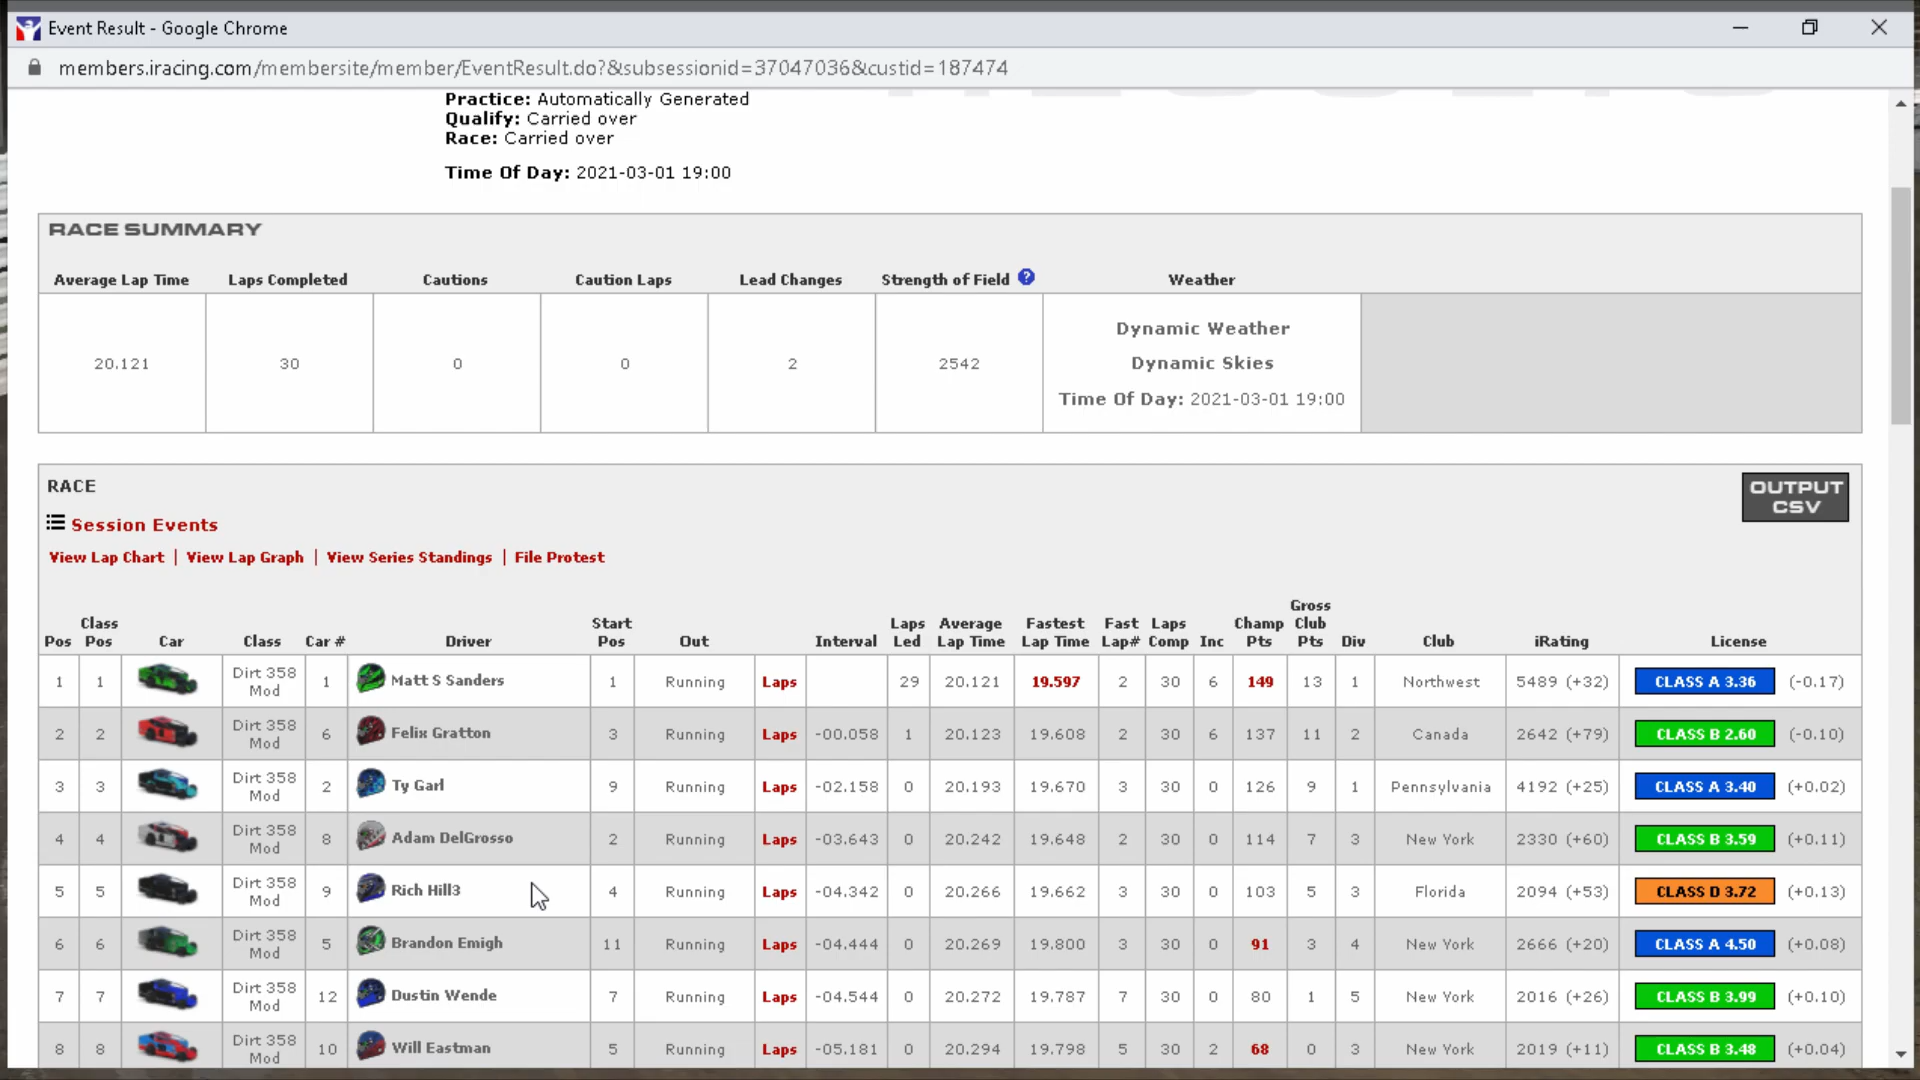 Event Result - Google Chrome
members.iracing.com/membersite/member/EventResult.do?&subsessionid=37047036&custid=187474
Practice: Automatically Generated
Qualify: Carried over
Race: Carried over
Time Of Day: 2021-03-01 19:00
RACE SUMMARY
Average Lap Time Laps Completed Cautions Caution Laps Lead Changes Strength of Field ? Weather
20.121 30 0 0 2 2542 Dynamic Weather
Dynamic Skies
Time Of Day: 2021-03-01 19:00
RACE
OUTPUT CSV
Session Events
View Lap Chart | View Lap Graph | View Series Standings | File Protest
Pos Class Pos Car Class Car # Driver Start Pos Out Interval Laps Led Average Lap Time Fastest Lap Time Fast Lap# Laps Comp Inc Champ Pts Gross Club Pts Div Club iRating License
1 1 Dirt 358 Mod 1 Matt S Sanders 1 Running Laps 29 20.121 19.597 2 30 6 149 13 1 Northwest 5489 (+32) CLASS A 3.36 (-0.17)
2 2 Dirt 358 Mod 6 Felix Gratton 3 Running Laps -00.058 1 20.123 19.608 2 30 6 137 11 2 Canada 2642 (+79) CLASS B 2.60 (-0.10)
3 3 Dirt 358 Mod 2 Ty Garl 9 Running Laps -02.158 0 20.193 19.670 3 30 0 126 9 1 Pennsylvania 4192 (+25) CLASS A 3.40 (+0.02)
4 4 Dirt 358 Mod 8 Adam DelGrosso 2 Running Laps -03.643 0 20.242 19.648 2 30 0 114 7 3 New York 2330 (+60) CLASS B 3.59 (+0.11)
5 5 Dirt 358 Mod 9 Rich Hill3 4 Running Laps -04.342 0 20.266 19.662 3 30 0 103 5 3 Florida 2094 (+53) CLASS D 3.72 (+0.13)
6 6 Dirt 358 Mod 5 Brandon Emigh 11 Running Laps -04.444 0 20.269 19.800 3 30 0 91 3 4 New York 2666 (+20) CLASS A 4.50 (+0.08)
7 7 Dirt 358 Mod 12 Dustin Wende 7 Running Laps -04.544 0 20.272 19.787 7 30 0 80 1 5 New York 2016 (+26) CLASS B 3.99 (+0.10)
8 8 Dirt 358 Mod 10 Will Eastman 5 Running Laps -05.181 0 20.294 19.798 5 30 2 68 0 3 New York 2019 (+11) CLASS B 3.48 (+0.04)